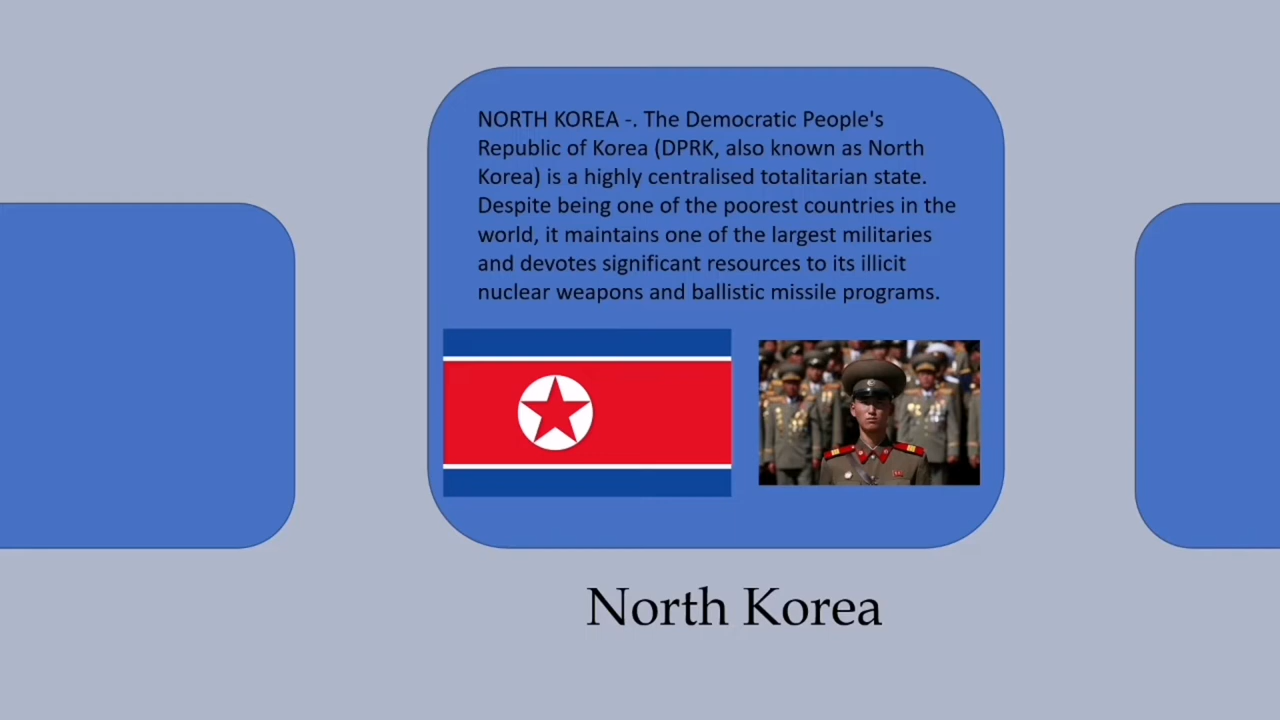 NORTH KOREA -. The Democratic People's
Republic of Korea (DPRK, also known as North
Korea) is a highly centralised totalitarian state.
Despite being one of the poorest countries in the
world, it maintains one of the largest militaries
and devotes significant resources to its illicit
nuclear weapons and ballistic missile programs.
North Korea